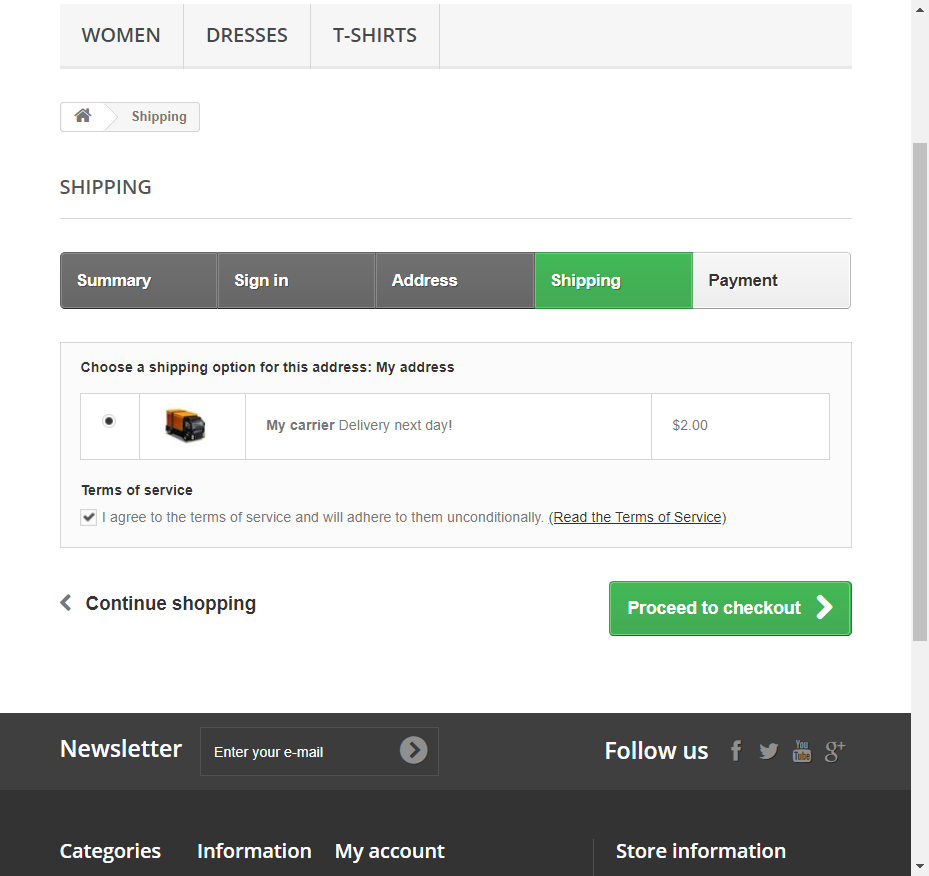 WOMEN DRESSES T-SHIRTS
Shipping
SHIPPING
Summary Sign in Address Shipping Payment
Choose a shipping option for this address: My address
My carrier Delivery next day! $2.00
Terms of service
I agree to the terms of service and will adhere to them unconditionally. (Read the Terms of Service)
Continue shopping Proceed to checkout
Newsletter Enter your e-mail Follow us
You Tube
Categories Information My account Store information